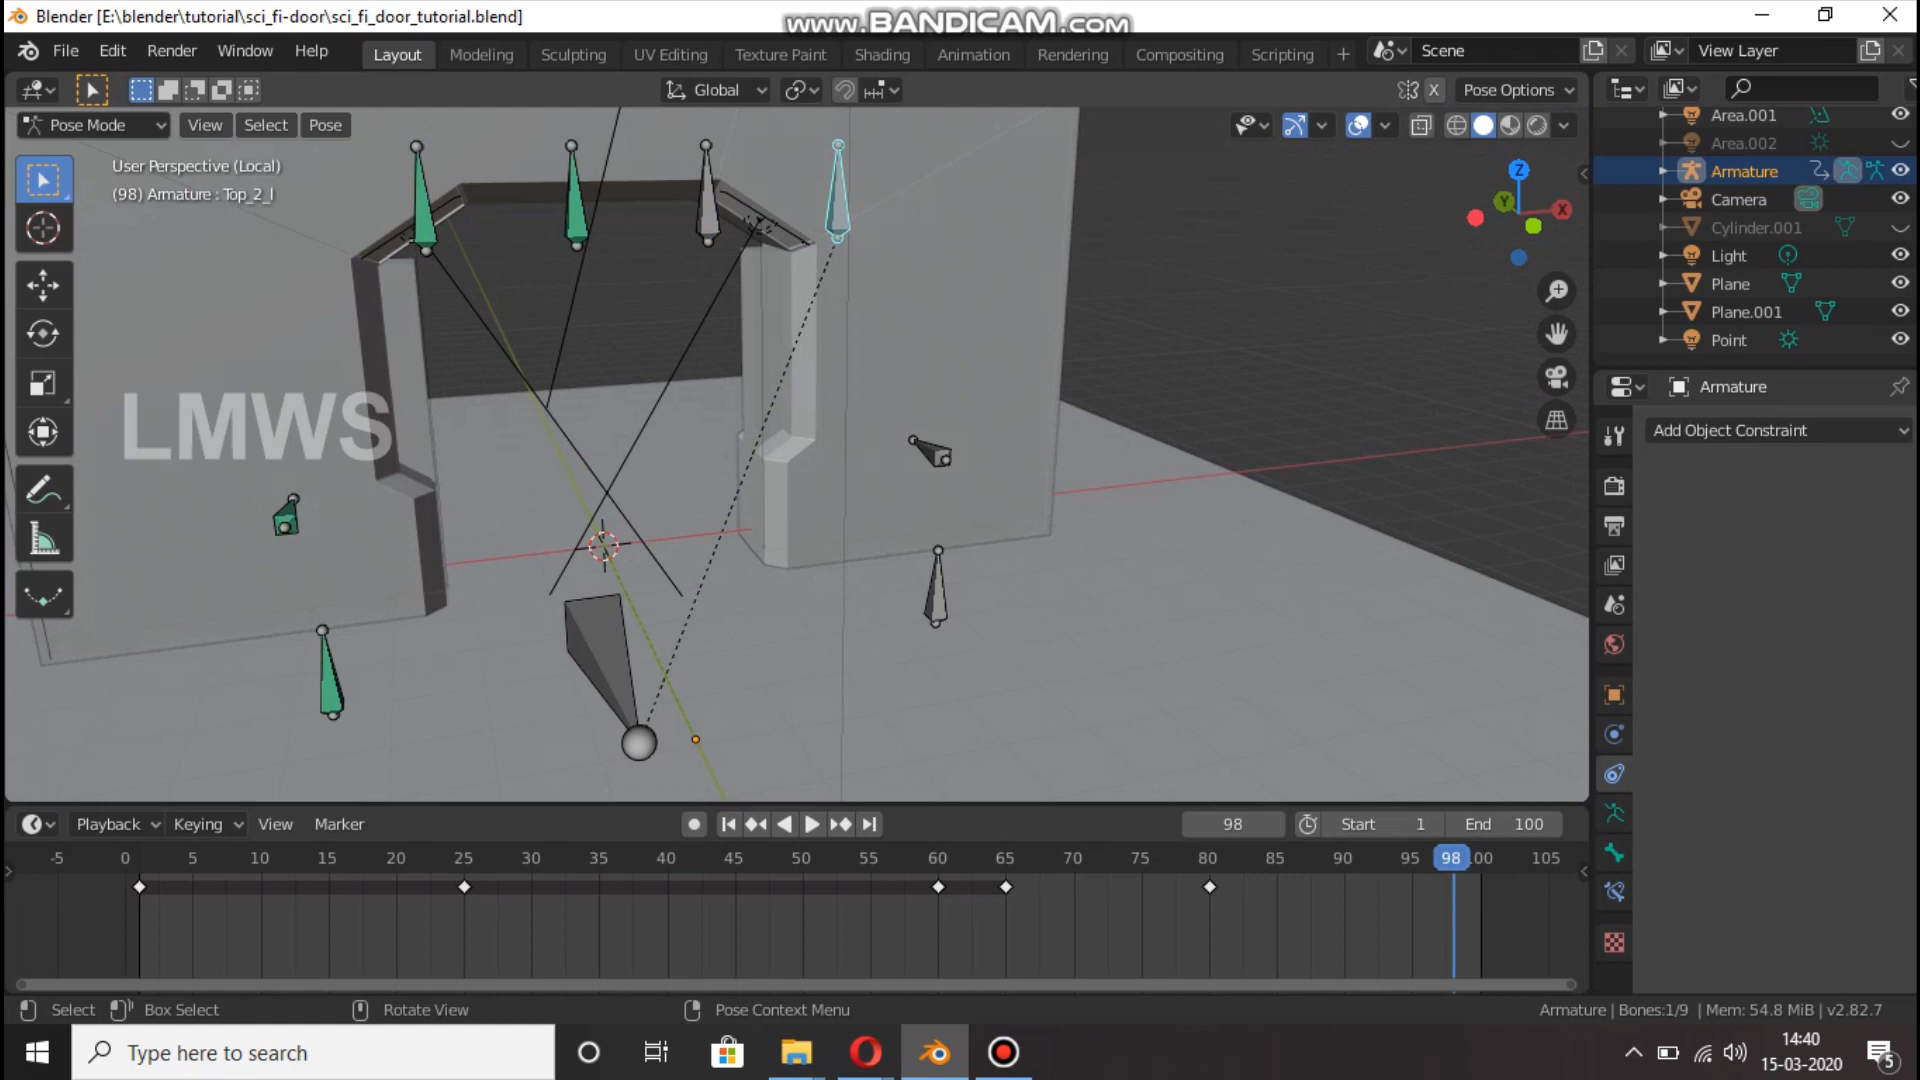 Blender [E:\blender\tutorial\sci_fi-door\sci_fi_door_tutorial.blend]
www.BANDICAM.com
File Edit Render Window Help
Layout Modeling Sculpting UV Editing Texture Paint Shading Animation Rendering Compositing Scripting +
Scene
View Layer
Global
X
Pose Options
Pose Mode View Select Pose
User Perspective (Local)
(98) Armature : Top_2_l
Z
Y
X
LMWS
Area.001
Area.002
Armature
Camera
Cylinder.001
Light
Plane
Plane.001
Point
Armature
Add Object Constraint
Playback Keying View Marker
98
Start 1
End 100
-5 0 5 10 15 20 25 30 35 40 45 50 55 60 65 70 75 80 85 90 95 98 00 105
Select Box Select Rotate View Pose Context Menu
Armature | Bones:1/9 | Mem: 54.8 MiB | v2.82.7
Type here to search
14:40
15-03-2020
5